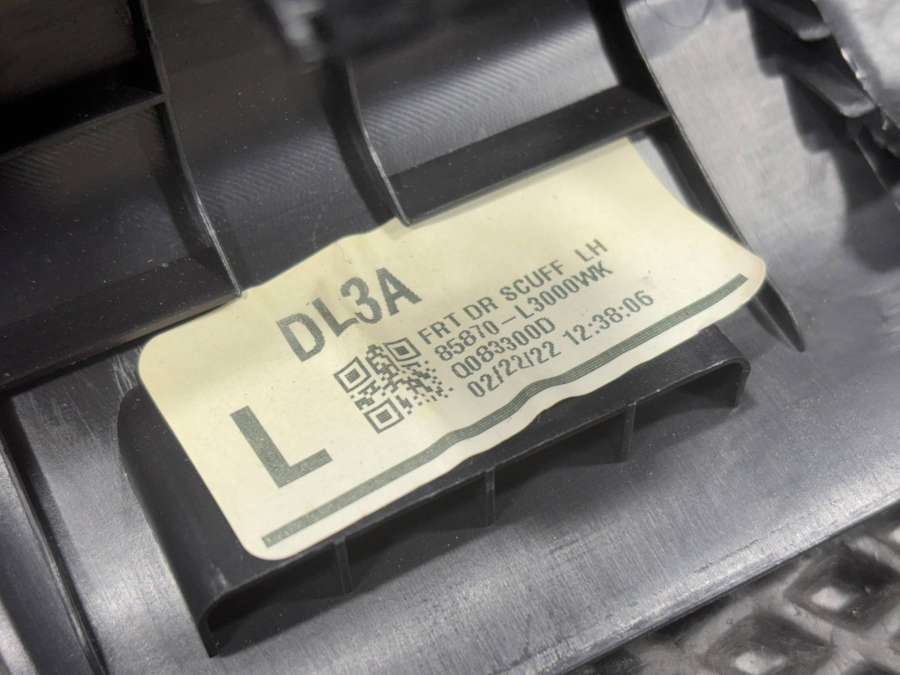 DL3A
FRT DR SCUFF LH
85870-L3000WK
Q083300D
02/22/22 12:38:06
L